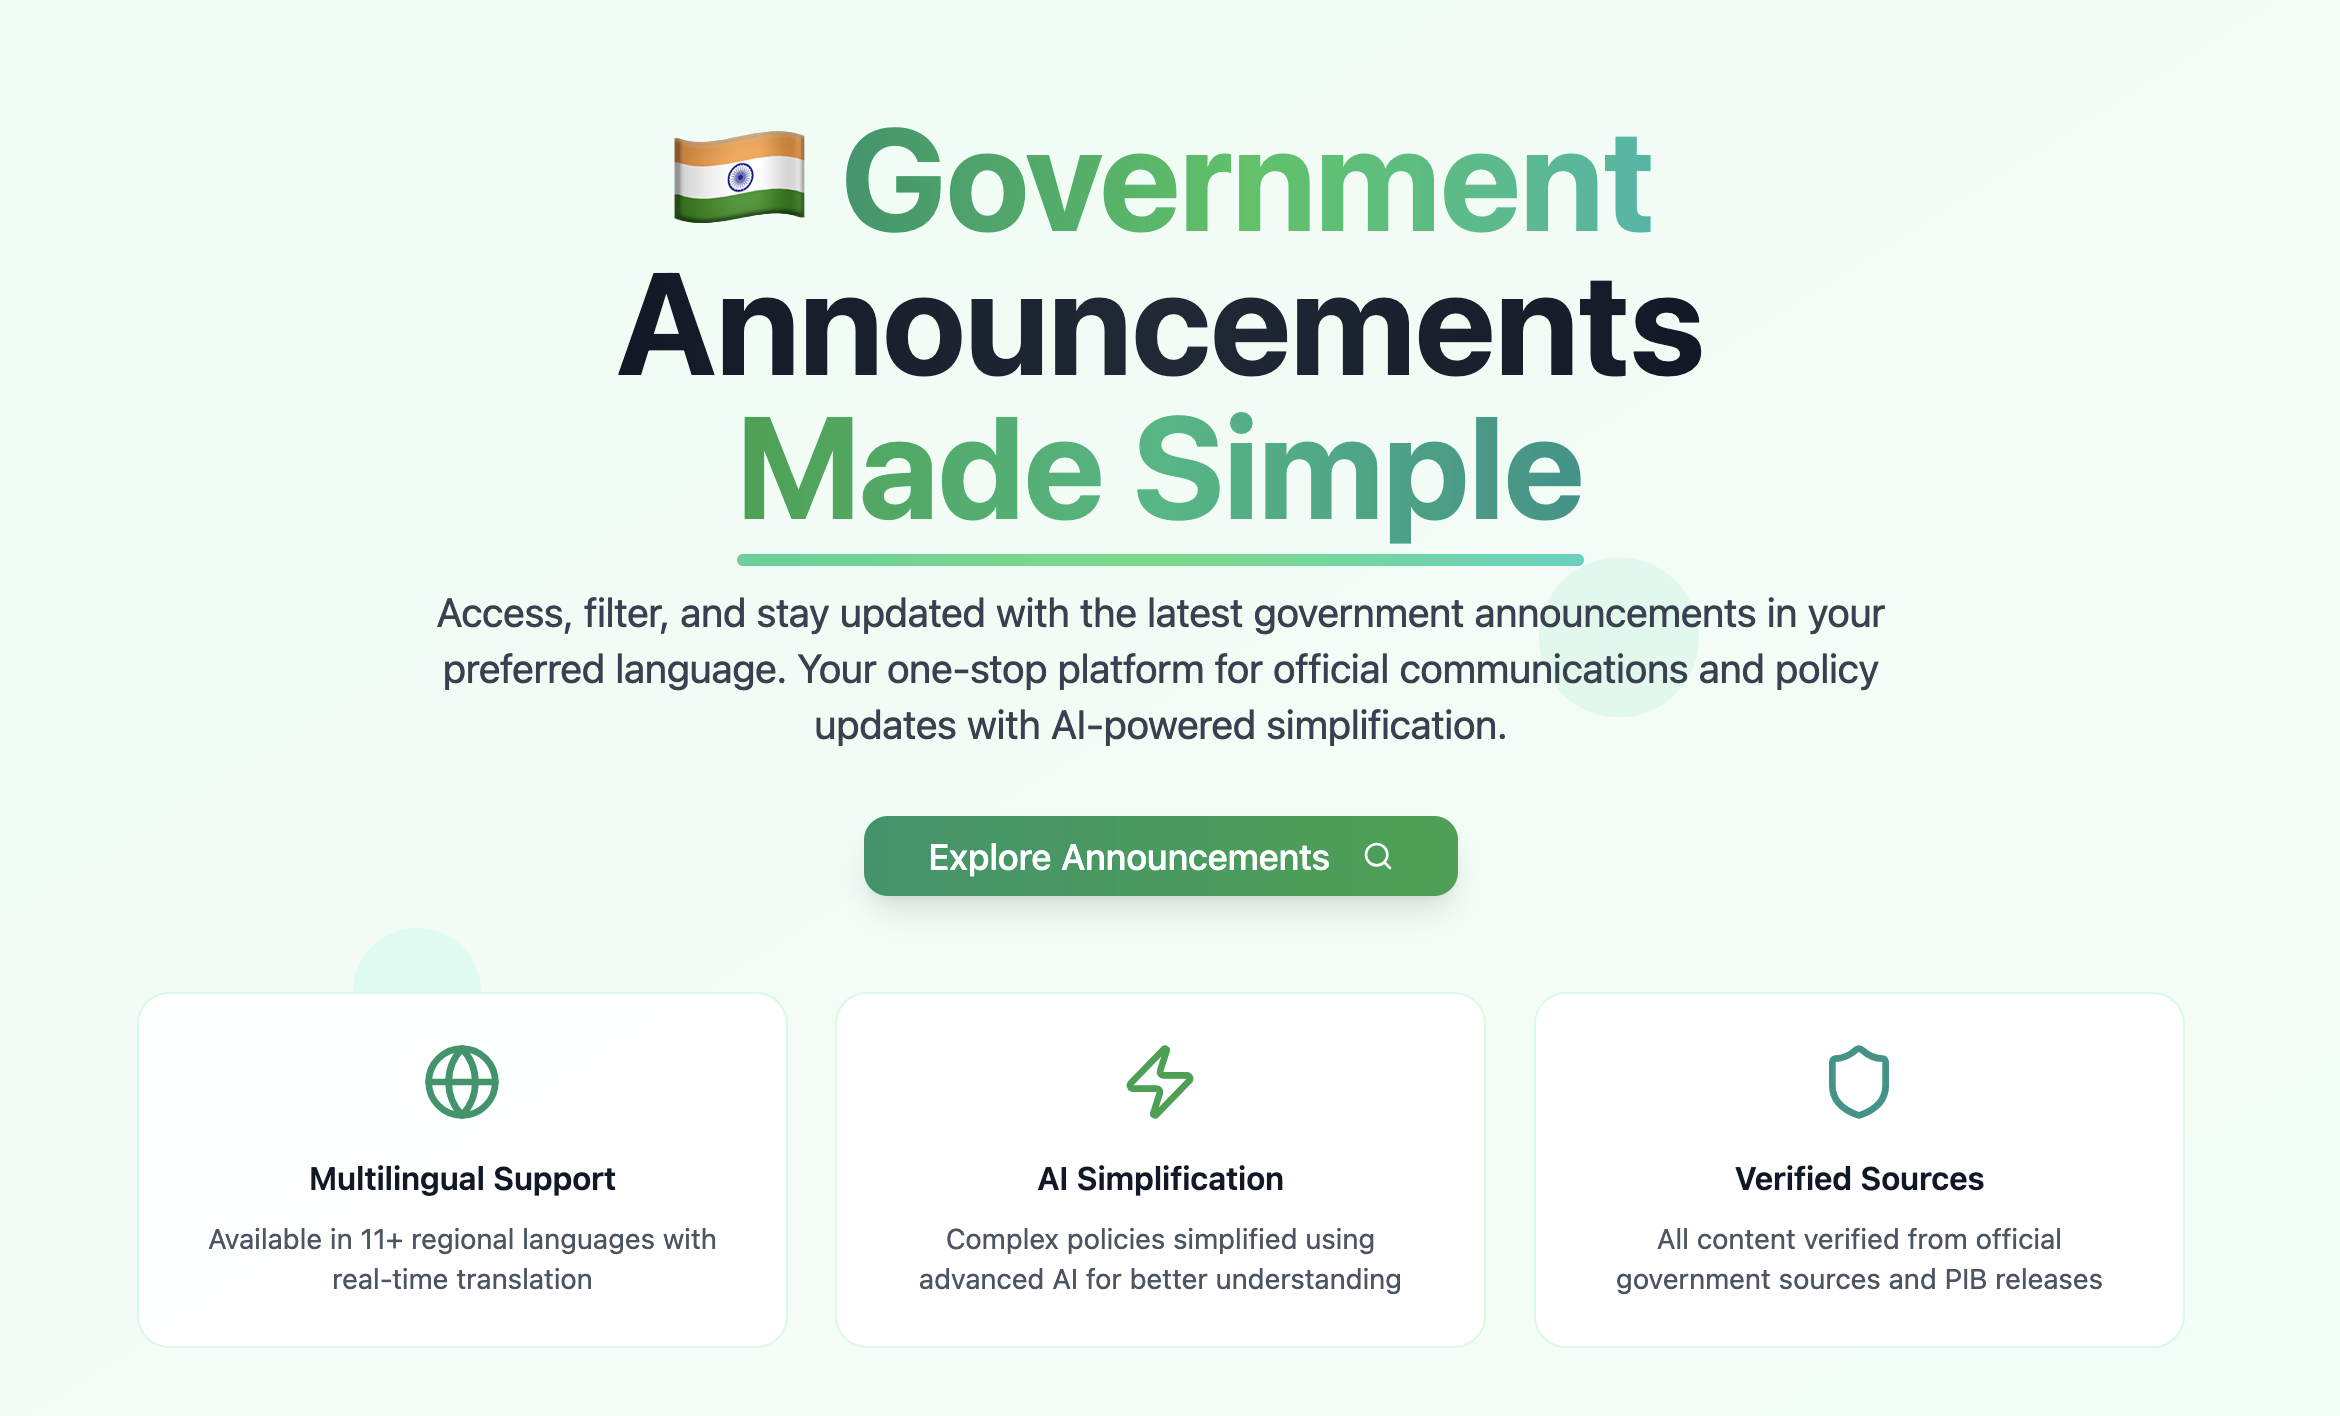 🇮🇳 Government
Announcements
Made Simple
Access, filter, and stay updated with the latest government announcements in your
preferred language. Your one-stop platform for official communications and policy
updates with AI-powered simplification.
Explore Announcements
Multilingual Support
Available in 11+ regional languages with
real-time translation
AI Simplification
Complex policies simplified using
advanced AI for better understanding
Verified Sources
All content verified from official
government sources and PIB releases